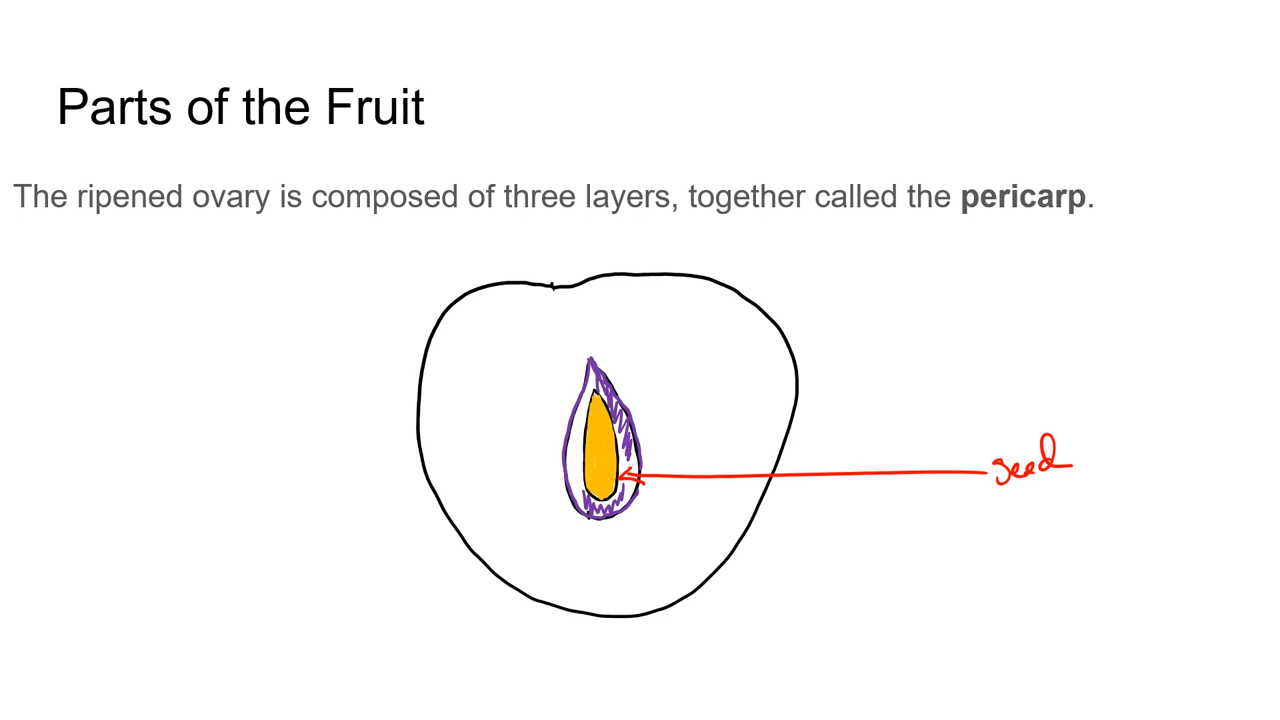 Parts of the Fruit
The ripened ovary is composed of three layers, together called the pericarp.
seed